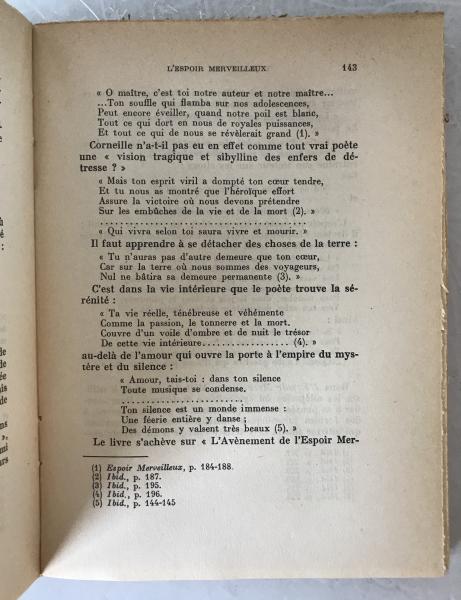 L'ESPOIR MERVEILLEUX 143
« O maître, c'est toi notre auteur et notre maître...
...Ton souffle qui flamba sur nos adolescences,
Peut encore éveiller, quand notre poil est blanc,
Tout ce qui dort en nous de royales puissances,
Et tout ce qui de nous se révèlerait grand (1). »
Corneille n'a-t-il pas eu en effet comme tout vrai poète
une « vision tragique et sibylline des enfers de dé-
tresse ? »
« Mais ton esprit viril a dompté ton cœur tendre,
Et tu nous as montré que l'héroïque effort
Assure la victoire où nous devons prétendre
Sur les embûches de la vie et de la mort (2). »
. . . . . . . . . . . . . . . . . . . . . . . . . . . . . . . . . . . . .
« Qui vivra selon toi saura vivre et mourir. »
Il faut apprendre à se détacher des choses de la terre :
« Tu n'auras pas d'autre demeure que ton cœur,
Car sur la terre où nous sommes des voyageurs,
Nul ne bâtira sa demeure permanente (3). »
C'est dans la vie intérieure que le poète trouve la sé-
rénité :
« Ta vie réelle, ténébreuse et véhémente
Comme la passion, le tonnerre et la mort.
Couvre d'un voile d'ombre et de nuit le trésor
De cette vie intérieure.................. (4). »
au-delà de l'amour qui ouvre la porte à l'empire du mys-
tère et du silence :
« Amour, tais-toi : dans ton silence
Toute musique se condense.
. . . . . . . . . . . . . . . . . . . . . .
Ton silence est un monde immense :
Une féerie entière y danse ;
Des démons y valsent très beaux (5). »
Le livre s'achève sur « L'Avènement de l'Espoir Mer-
(1) Espoir Merveilleux, p. 184-188.
(2) Ibid., p. 187.
(3) Ibid., p. 195.
(4) Ibid., p. 196.
(5) Ibid., p. 144-145